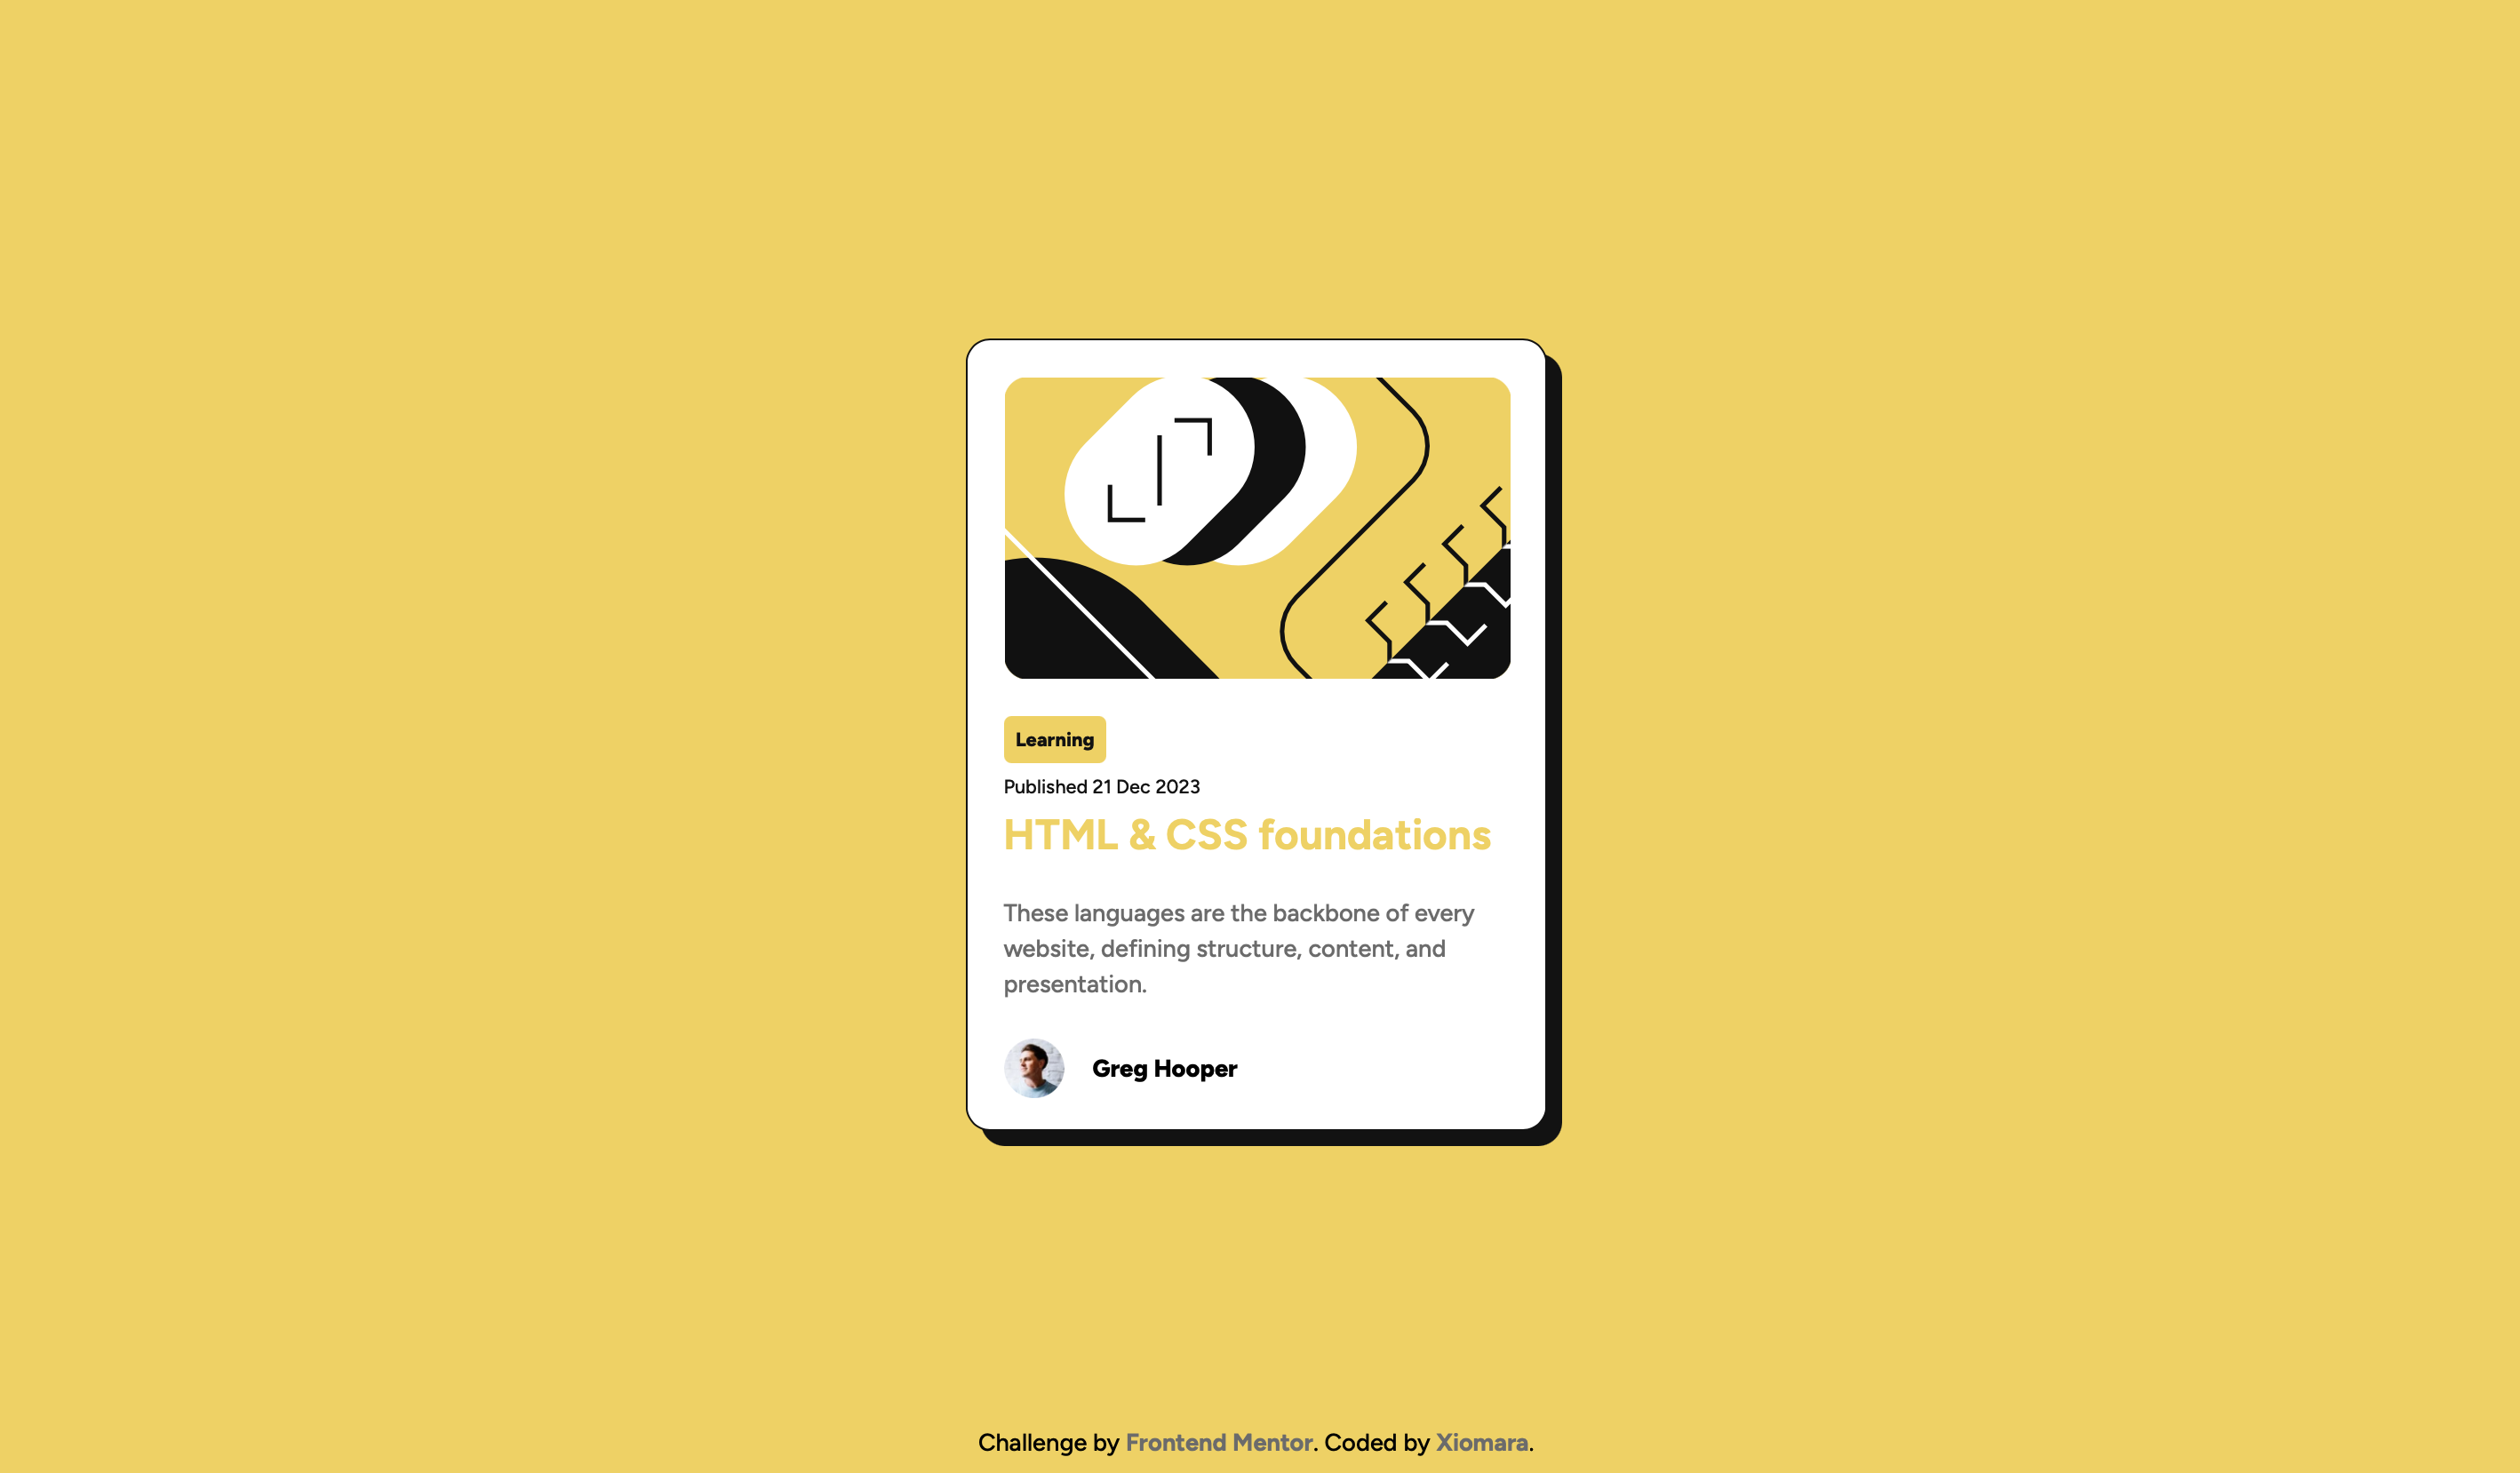 Learning
Published 21 Dec 2023
HTML & CSS foundations
These languages are the backbone of every
website, defining structure, content, and
presentation.
Greg Hooper
Challenge by Frontend Mentor. Coded by Xiomara.